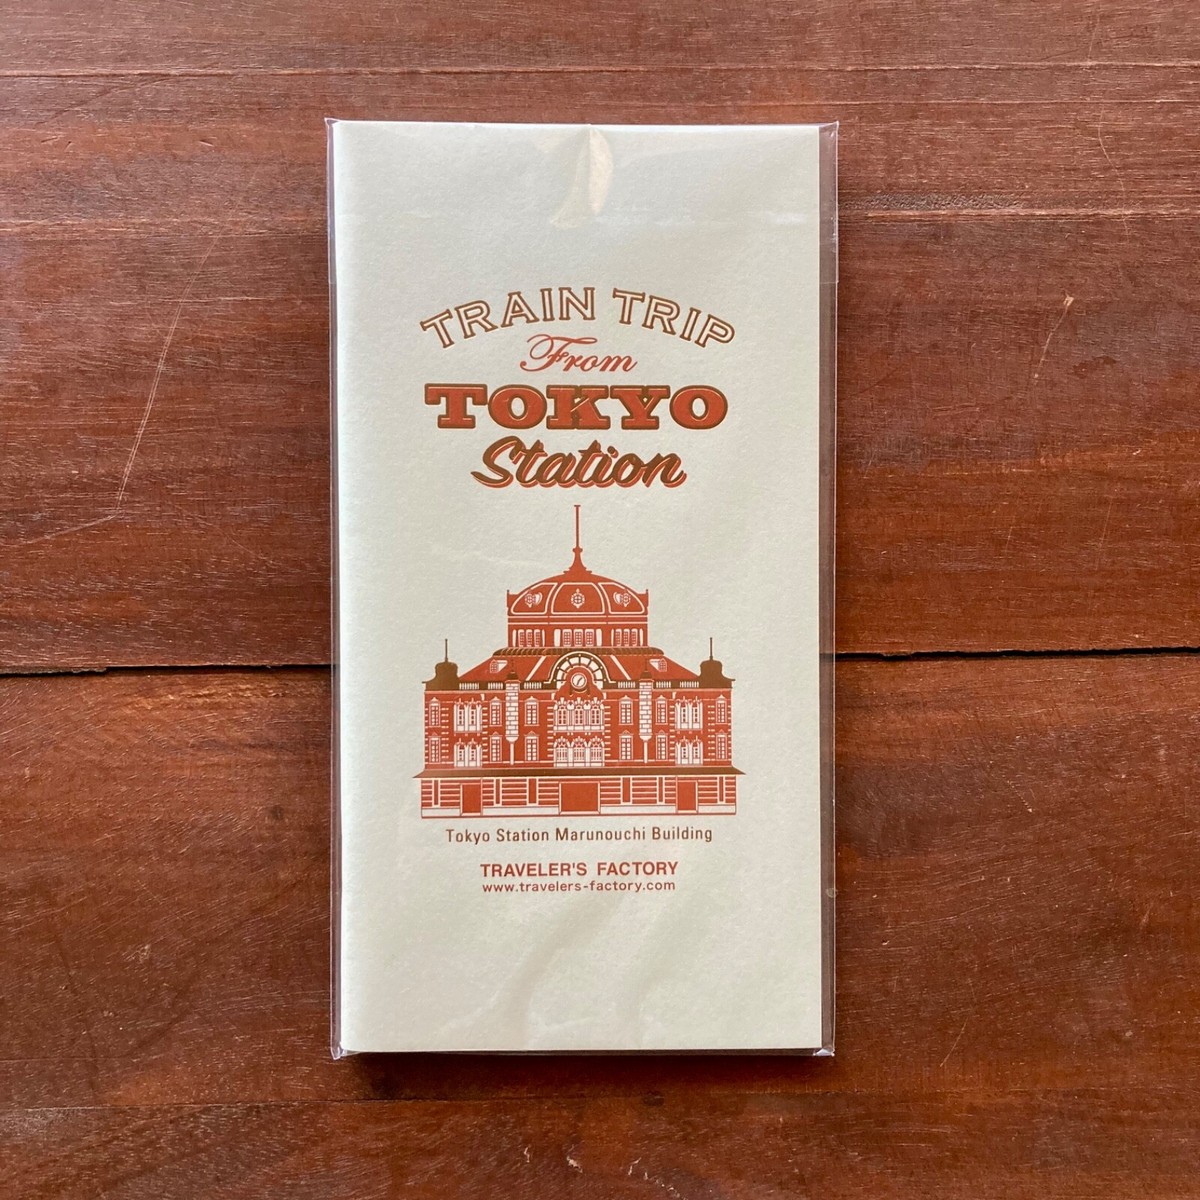 TRAIN TRIP
From
TOKYO
Station
Tokyo Station Marunouchi Building
TRAVELER'S FACTORY
www.travelers-factory.com